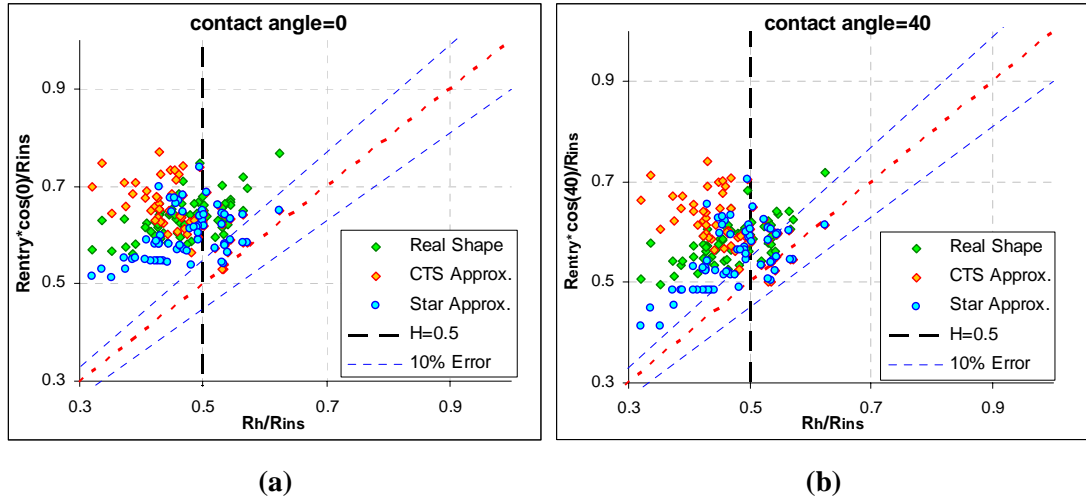 contact angle=0
Rentry*cos(0)/Rins
0.9
0.7
0.5
0.3
0.3
0.5
0.7
0.9
Rh/Rins
Real Shape
CTS Approx.
Star Approx.
H=0.5
10% Error
(a)
contact angle=40
Rentry*cos(40)/Rins
0.9
0.7
0.5
0.3
0.3
0.5
0.7
0.9
Rh/Rins
Real Shape
CTS Approx.
Star Approx.
H=0.5
10% Error
(b)